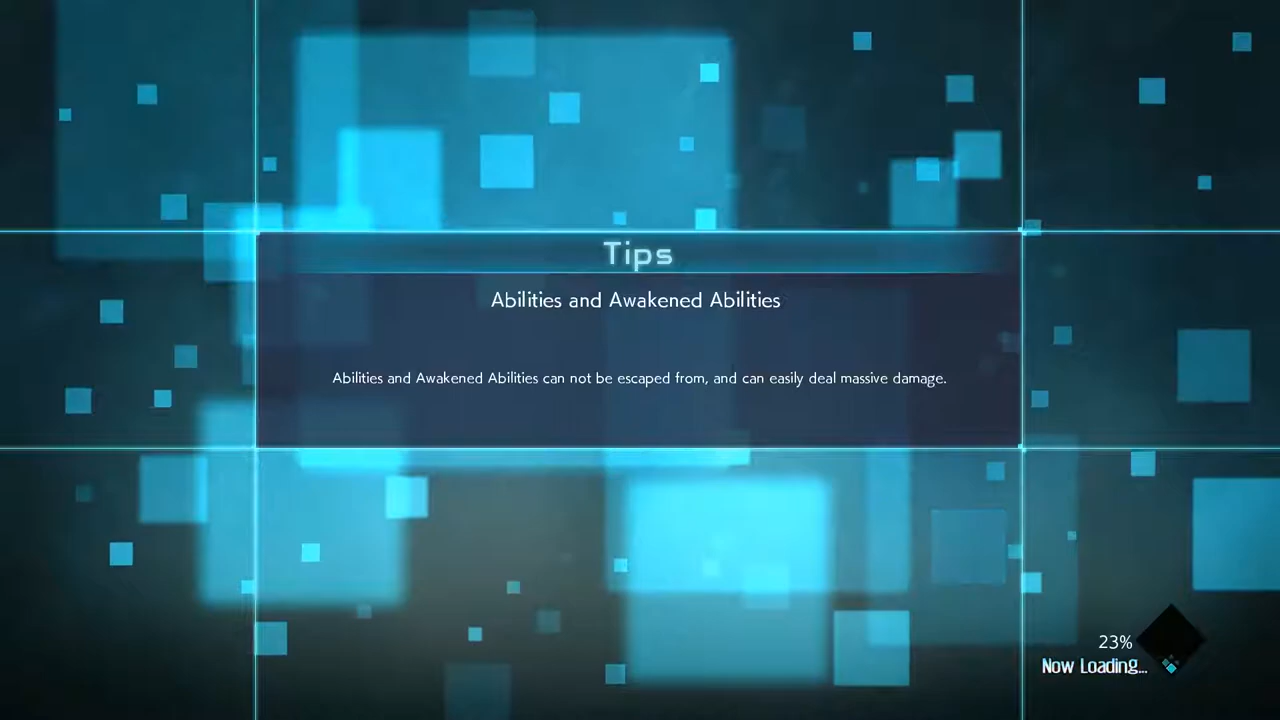 Tips
Abilities and Awakened Abilities
Abilities and Awakened Abilities can not be escaped from, and can easily deal massive damage.
23%
Now Loading...